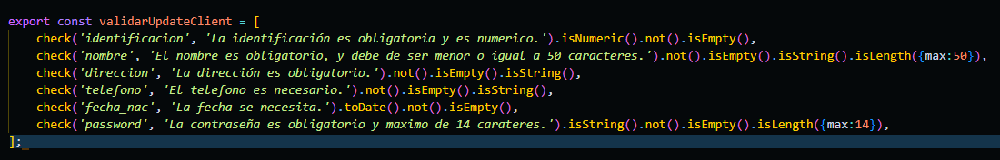 export const validarUpdateClient = [
check('identificacion', 'La identificación es obligatoria y es numerico.').isNumeric().not().isEmpty(),
check('nombre', 'El nombre es obligatorio, y debe de ser menor o igual a 50 caracteres.').not().isEmpty().isString().isLength({max:50}),
check('direccion', 'La dirección es obligatorio.').not().isEmpty().isString(),
check('telefono', 'El telefono es necesario.').not().isEmpty().isString(),
check('fecha_nac', 'La fecha se necesita.').toDate().not().isEmpty(),
check('password', 'La contraseña es obligatorio y maximo de 14 carateres.').isString().not().isEmpty().isLength({max:14}),
];